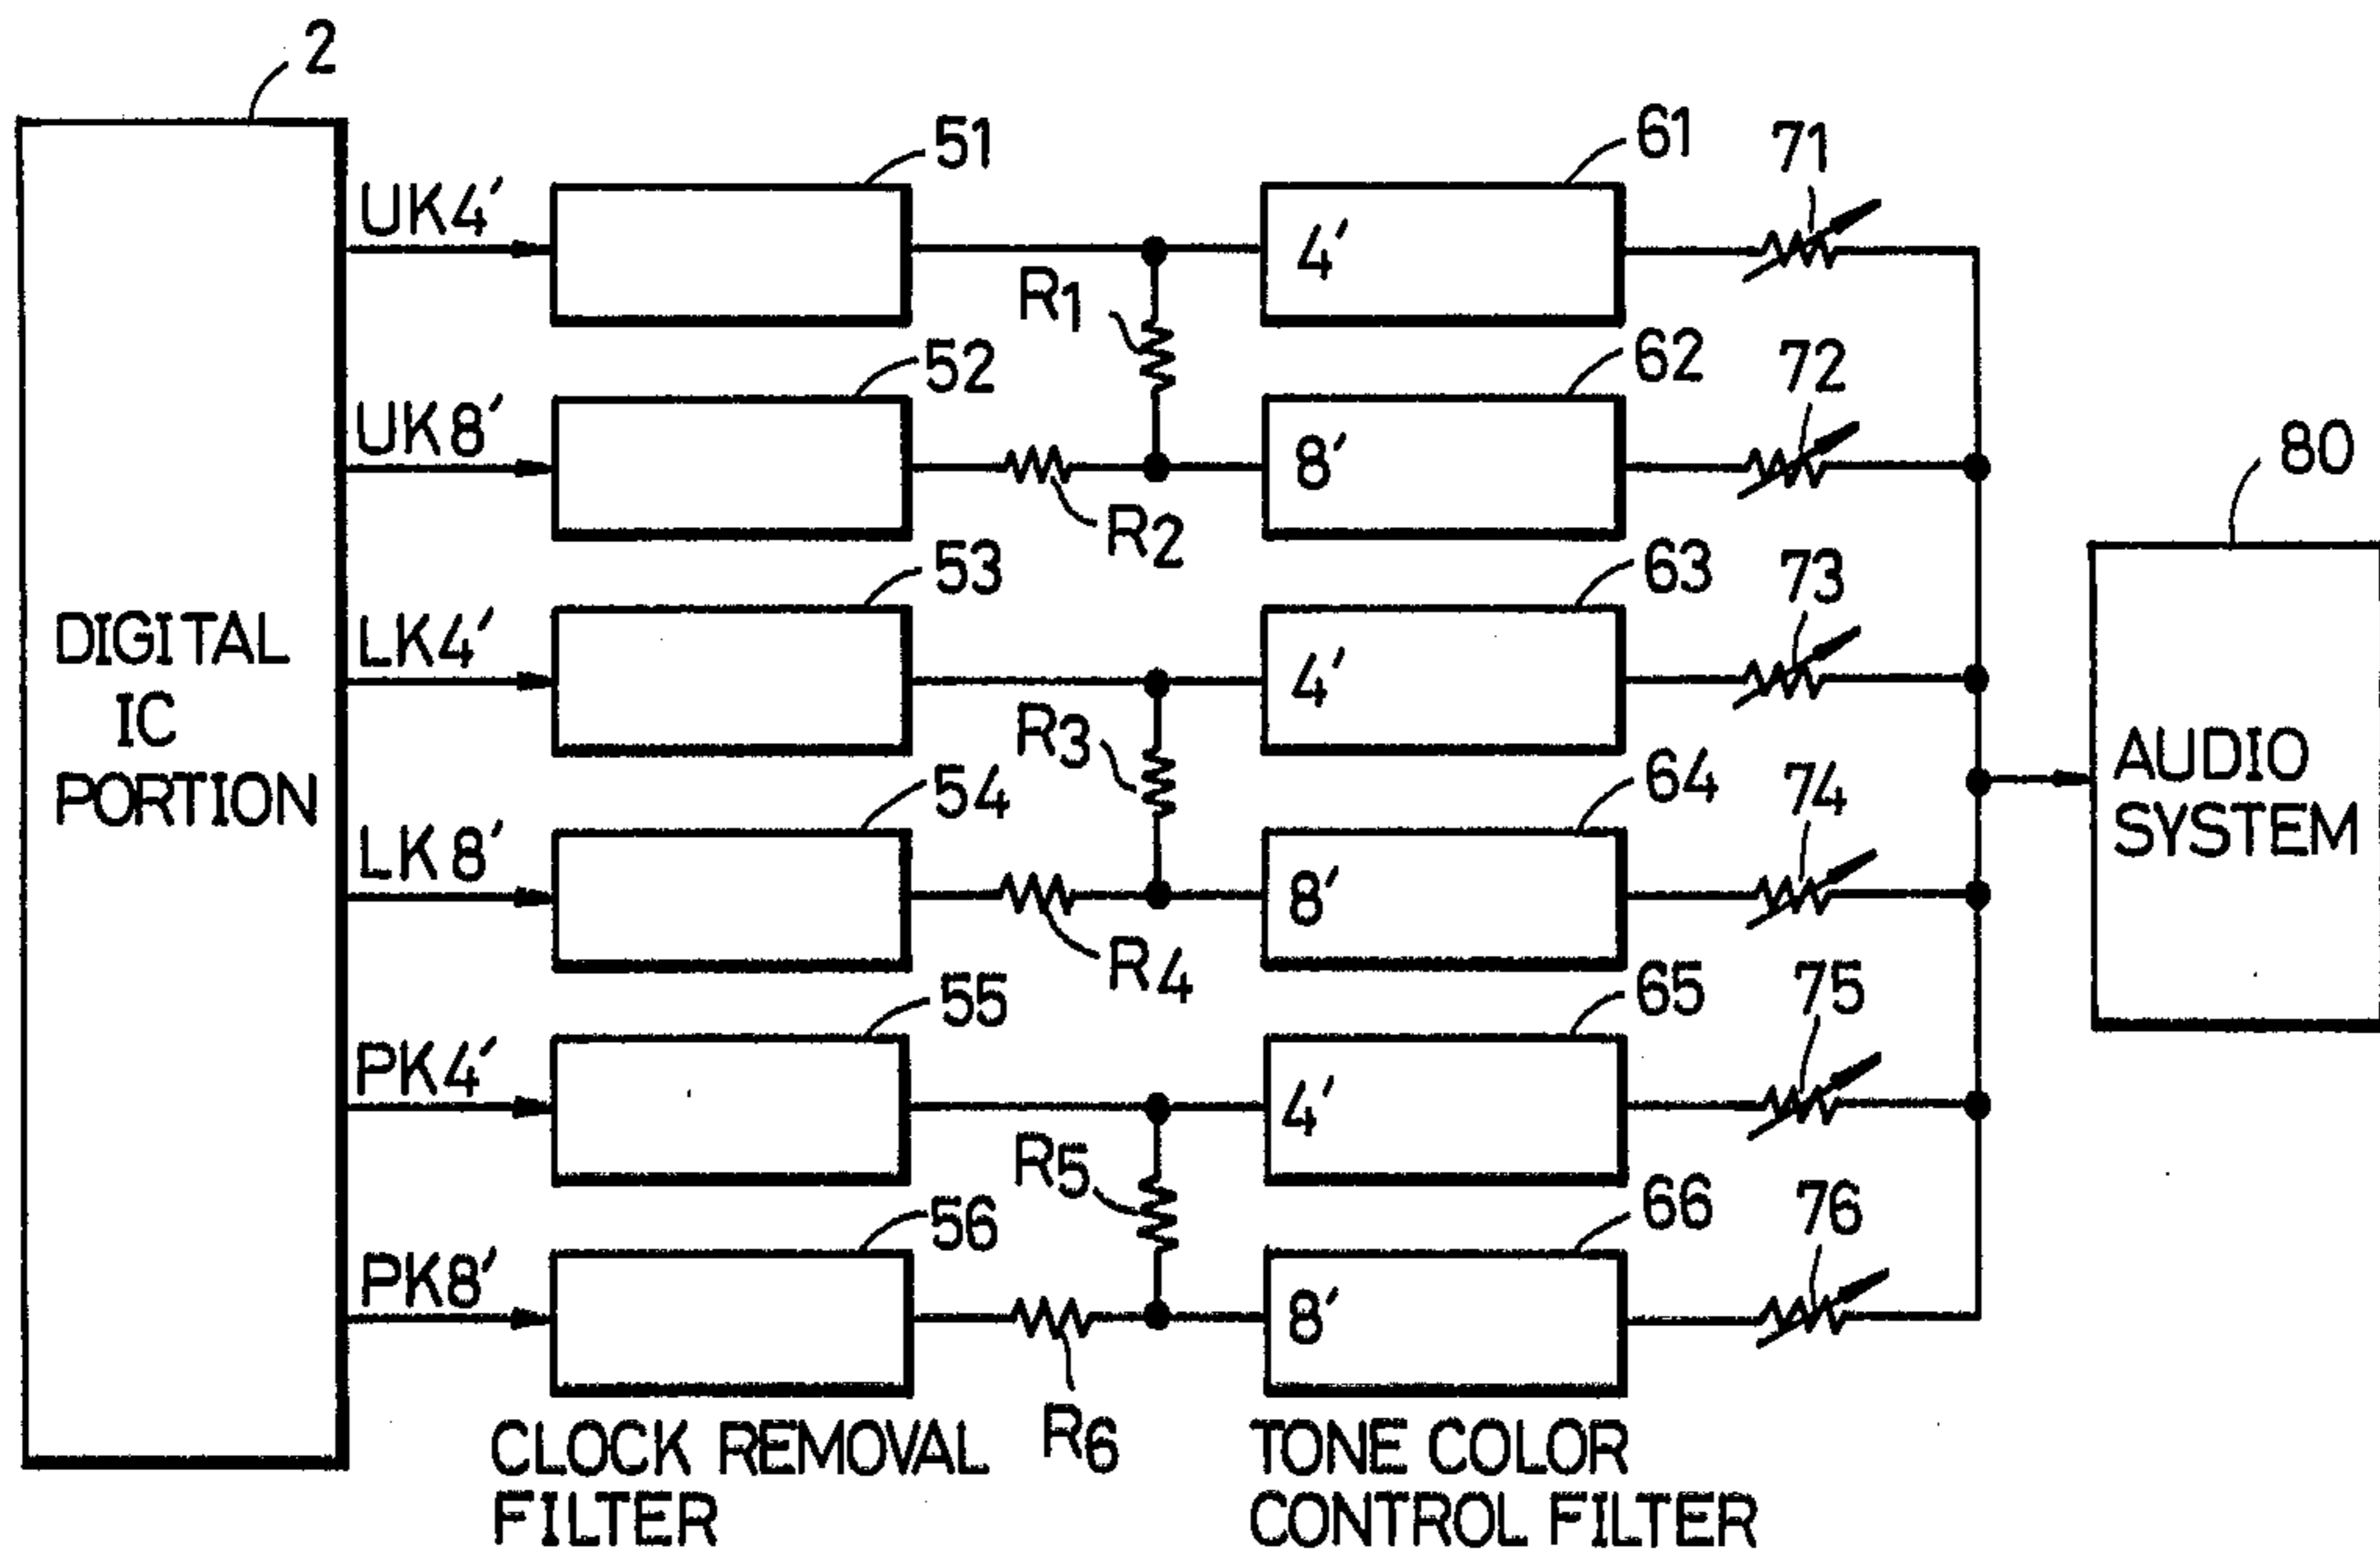 2
51
61
71
UK4′
4′
R1
52
62
72
UK8′
8′
80
R2
53
63
73
DIGITAL
IC
PORTION
LK4′
4′
R3
AUDIO
SYSTEM
54
64
74
LK8′
8′
R4
55
65
75
PK4′
4′
R5
56
66
76
PK8′
8′
R6
CLOCK REMOVAL
FILTER
TONE COLOR
CONTROL FILTER